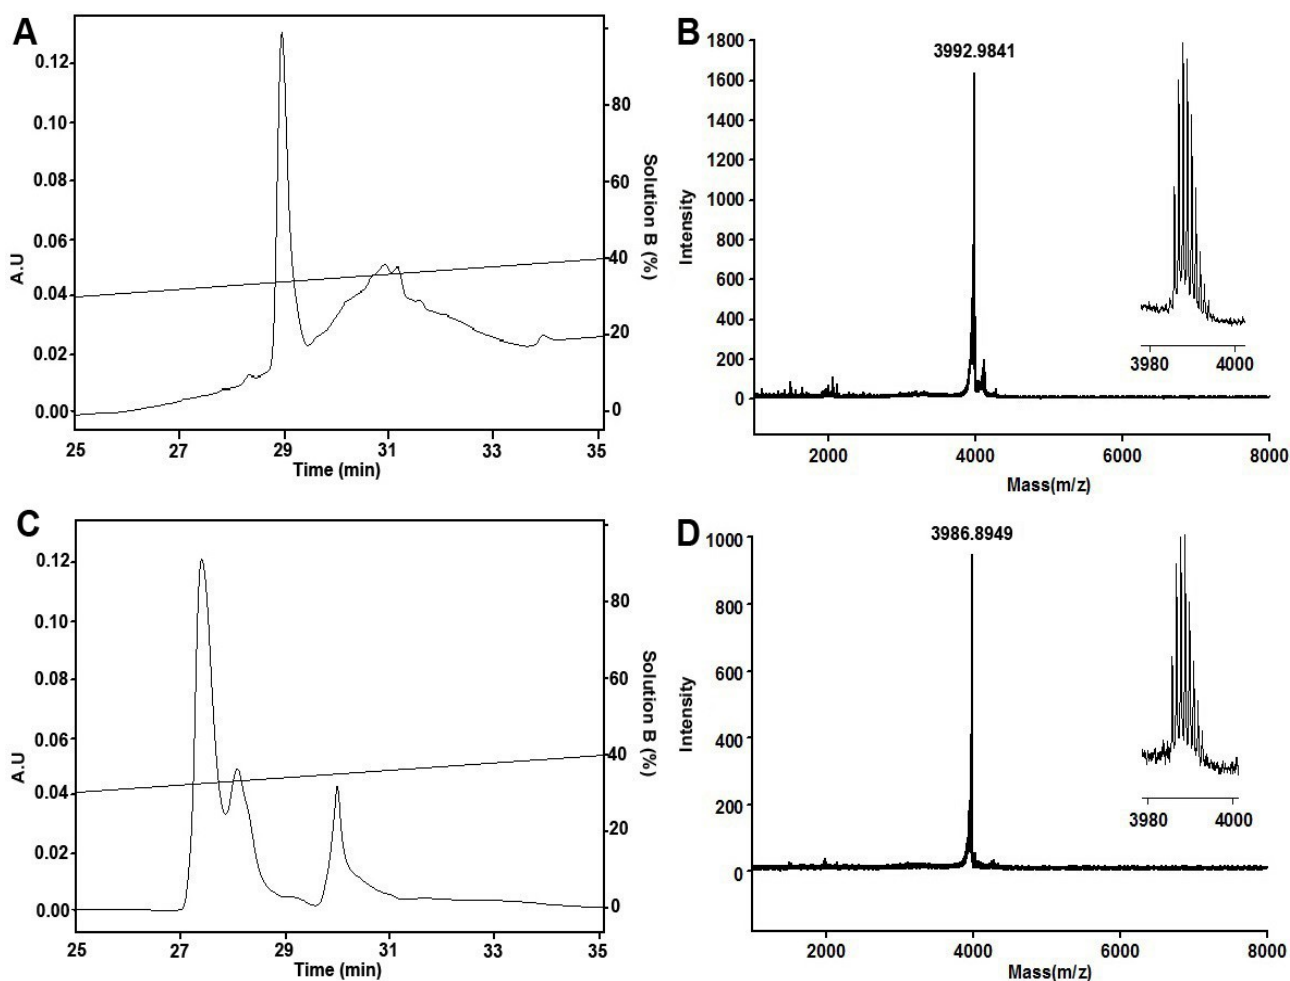 A
0.12
0.10
0.08
0.06
0.04
0.02
0.00
A.U
80
60
40
20
0
Solution B (%)
25 27 29 31 33 35
Time (min)
B
1800
1600
1400
1200
1000
800
600
400
200
0
Intensity
3992.9841
3980 4000
2000 4000 6000 8000
Mass(m/z)
C
0.12
0.10
0.08
0.06
0.04
0.02
0.00
A.U
80
60
40
20
0
Solution B (%)
25 27 29 31 33 35
Time (min)
D
1000
800
600
400
200
0
Intensity
3986.8949
3980 4000
2000 4000 6000 8000
Mass(m/z)